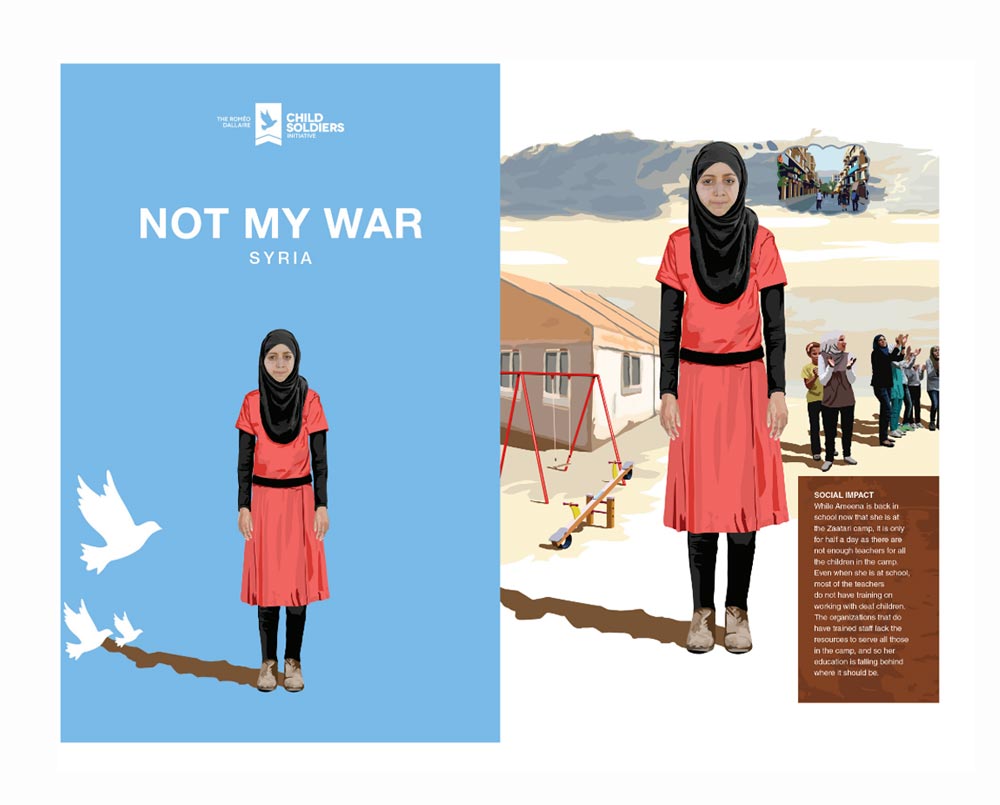 THE ROMÉO
DALLAIRE
CHILD
SOLDIERS
INITIATIVE
NOT MY WAR
SYRIA
SOCIAL IMPACT
While Areeena is back in
school now that she is at
the Zaatari camp, it is only
for half a day as there are
not enough teachers for all
the children in the camp.
Even when she is at school,
most of the teachers
do not have training on
working with deaf children.
The organizations that do
have trained staff lack the
resources to serve all those
in the camp, and so her
education is falling behind
where it should be.